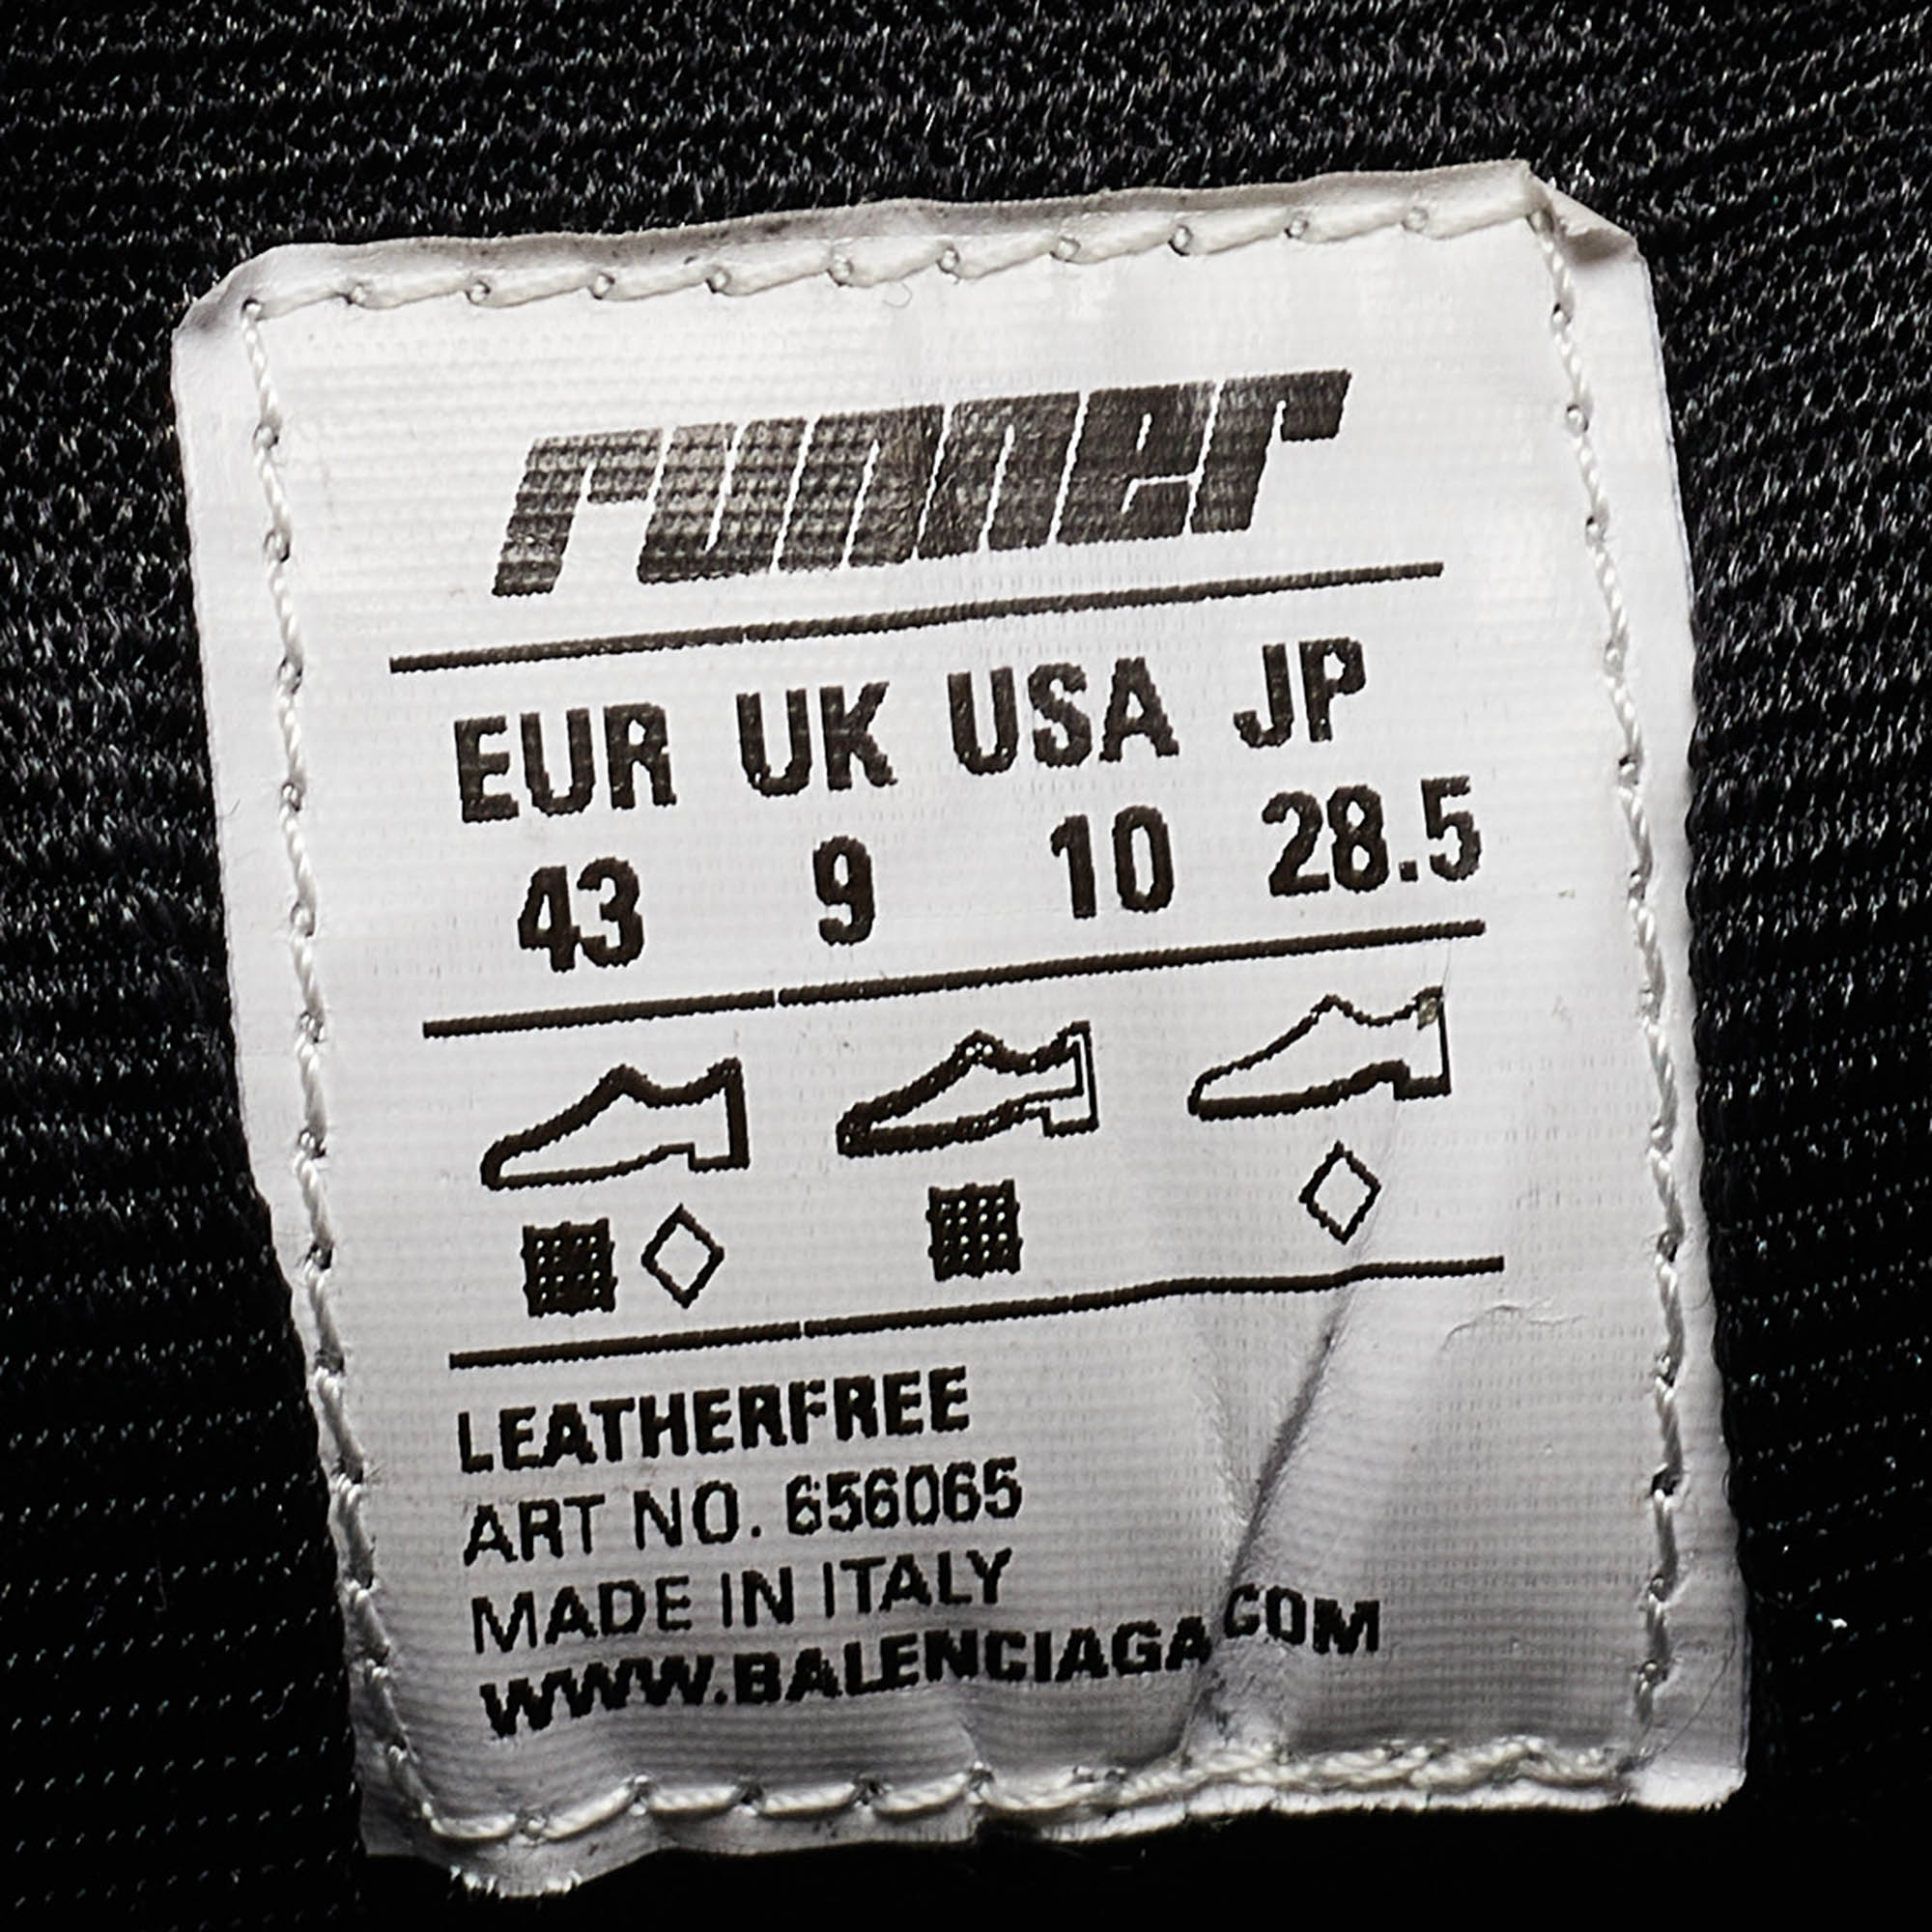 runner
EUR UK USA JP
43 9 10 28.5
LEATHERFREE
ART NO. 656065
MADE IN ITALY
WWW.BALENCIAGA.COM